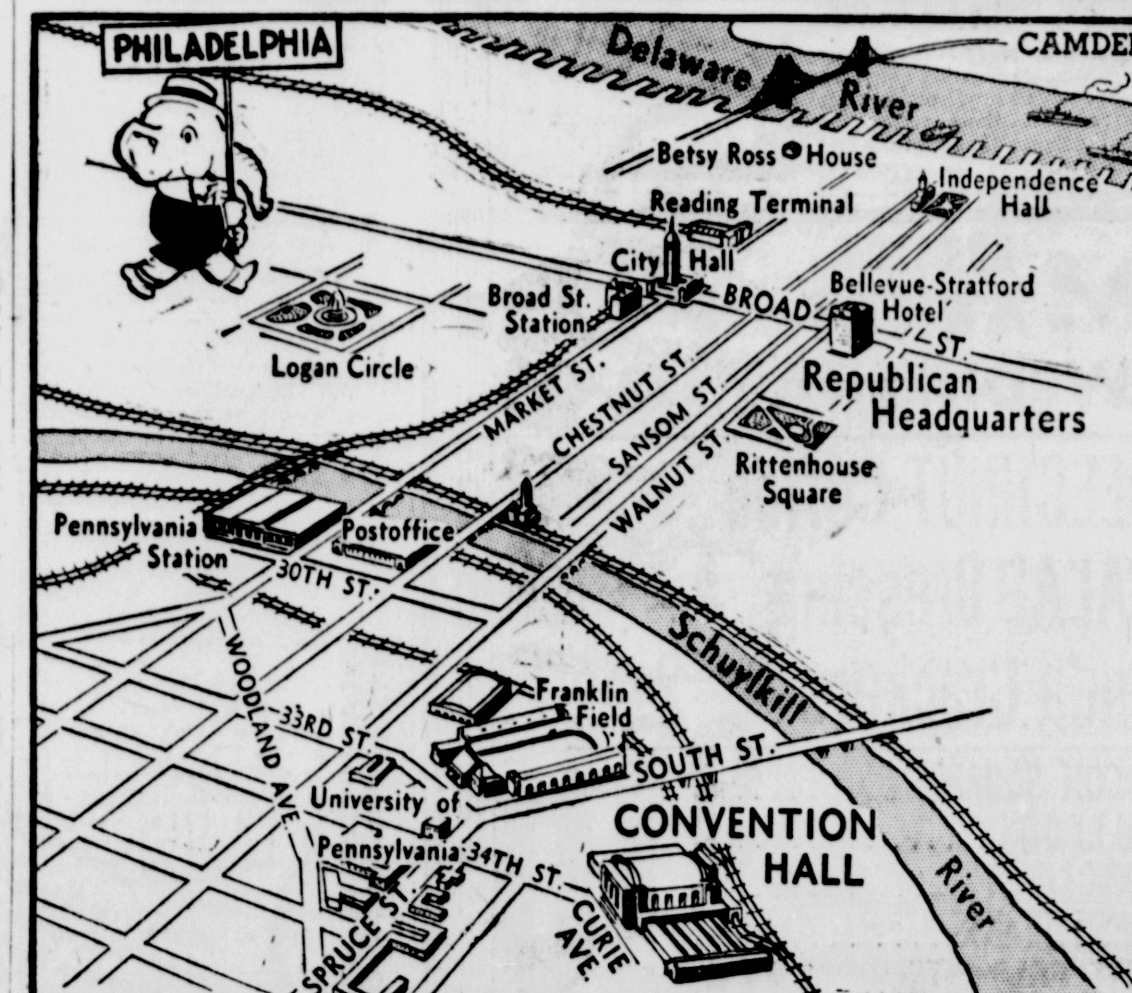 PHILADELPHIA
Delaware
River
Betsy Ross House
Independence
Hall
Reading Terminal
City Hall
Broad St.
Station
BROAD
ST.
Bellevue-Stratford
Hotel
Republican
Headquarters
Logan Circle
MARKET ST.
CHESTNUT ST.
SANSOM ST.
WALNUT ST.
Rittenhouse
Square
Pennsylvania
Station
Postoffice
30TH ST.
WOODLAND AVE.
33RD ST.
Franklin
Field
Schuylkill
River
SOUTH ST.
University of
Pennsylvania
34TH ST.
SPRUCE ST.
CURIE
AVE.
CONVENTION
HALL